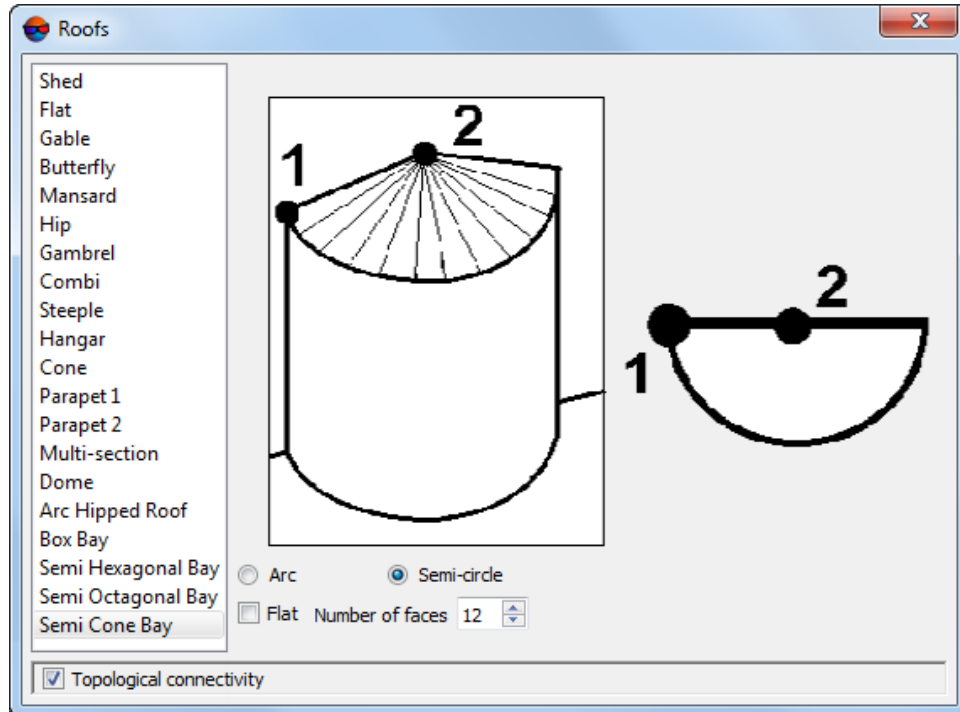 Roofs
Shed
Flat
Gable
Butterfly
Mansard
Hip
Gambrel
Combi
Steeple
Hangar
Cone
Parapet 1
Parapet 2
Multi-section
Dome
Arc Hipped Roof
Box Bay
Semi Hexagonal Bay
Semi Octagonal Bay
Semi Cone Bay
1
2
1
2
Arc Semi-circle
Flat Number of faces 12
Topological connectivity